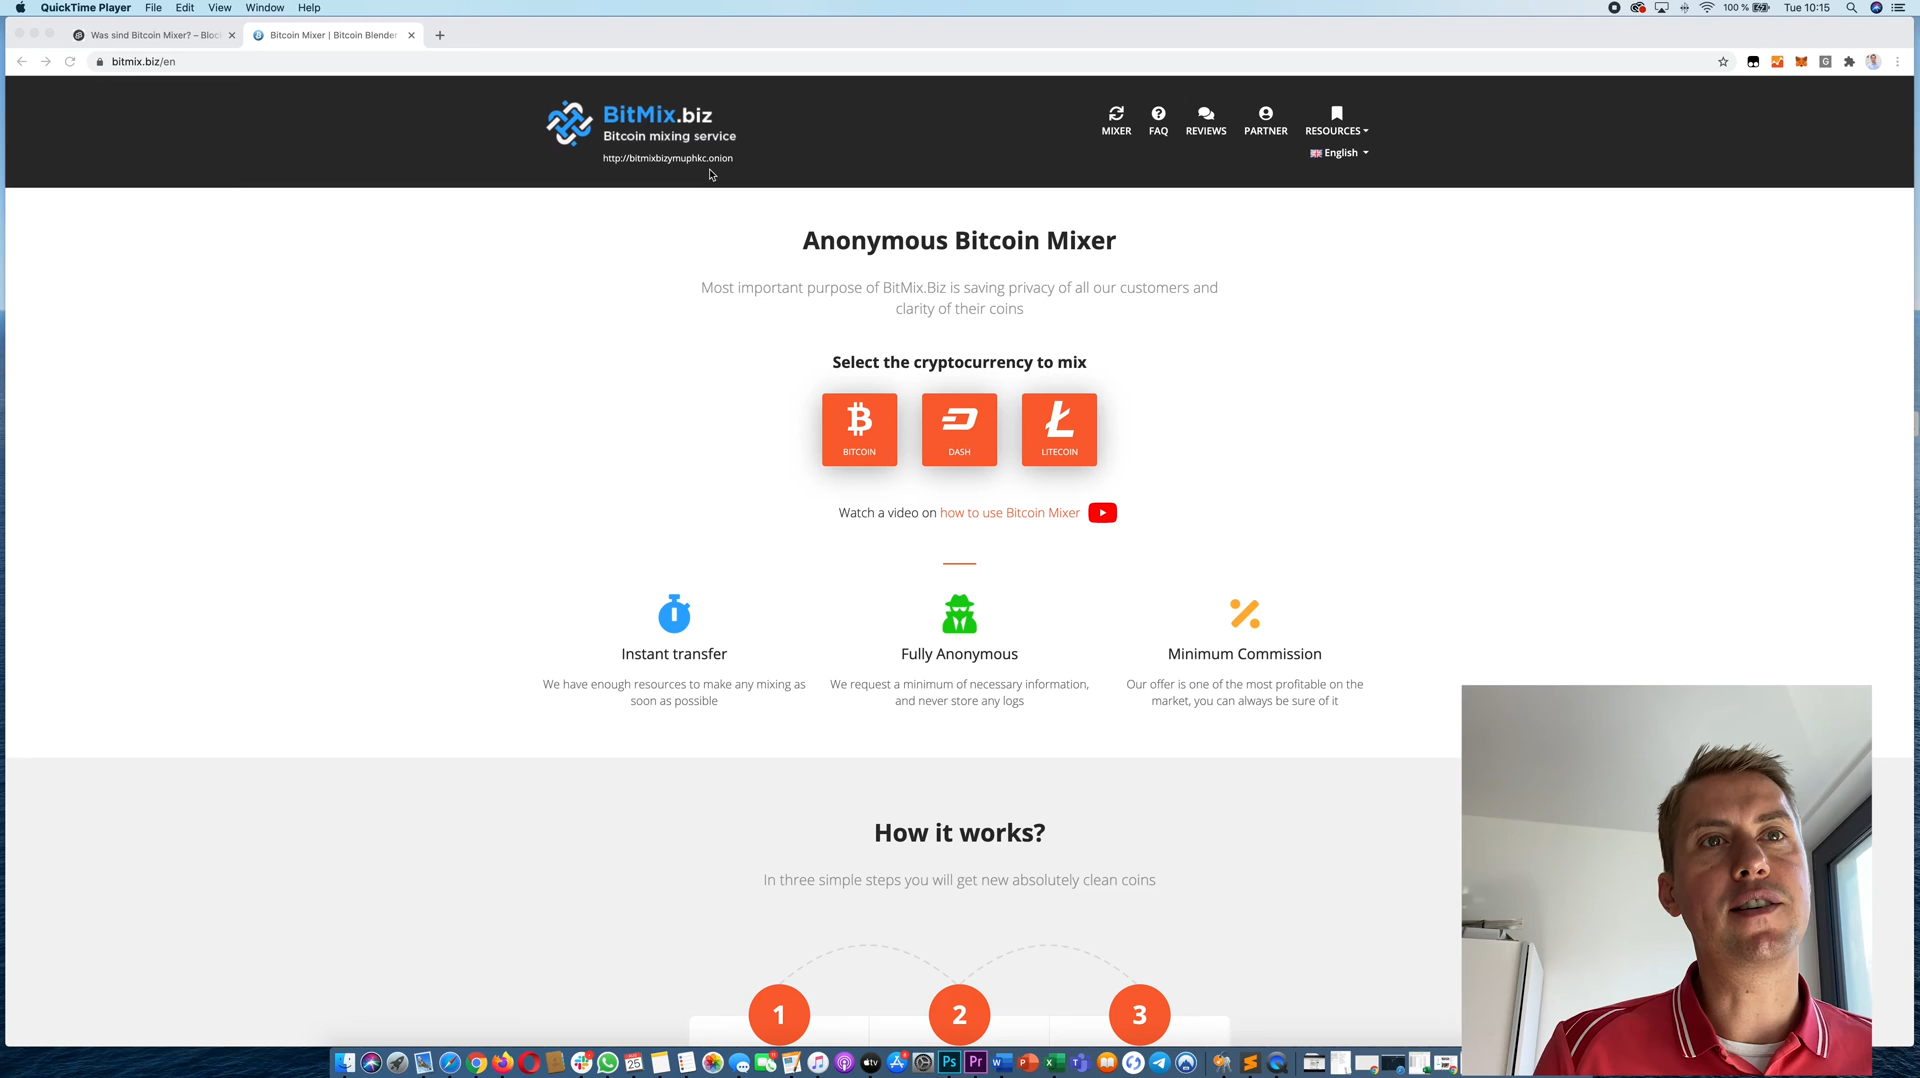 QuickTime Player File Edit View Window Help
100 % Tue 10:15
Was sind Bitcoin Mixer? – Bloc
Bitcoin Mixer | Bitcoin Blender
bitmix.biz/en
BitMix.biz
Bitcoin mixing service
http://bitmixbizymuphkc.onion
MIXER FAQ REVIEWS PARTNER RESOURCES
English
Anonymous Bitcoin Mixer
Most important purpose of BitMix.Biz is saving privacy of all our customers and
clarity of their coins
Select the cryptocurrency to mix
BITCOIN DASH LITECOIN
Watch a video on how to use Bitcoin Mixer
Instant transfer
We have enough resources to make any mixing as
soon as possible
Fully Anonymous
We request a minimum of necessary information,
and never store any logs
Minimum Commission
Our offer is one of the most profitable on the
market, you can always be sure of it
How it works?
In three simple steps you will get new absolutely clean coins
1 2 3
25
tv
Ps Pr